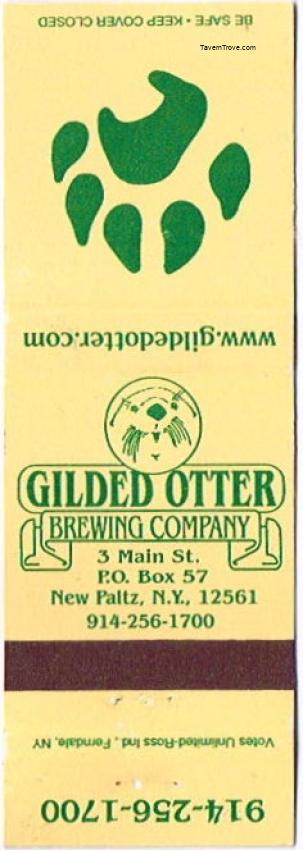 BE SAFE • KEEP COVER CLOSED
TavernTrove.com
www.gildedotter.com
GILDED OTTER
BREWING COMPANY
3 Main St.
P.O. Box 57
New Paltz, N.Y., 12561
914-256-1700
Votes Unlimited-Ross Ind., Ferndale, NY
914-256-1700